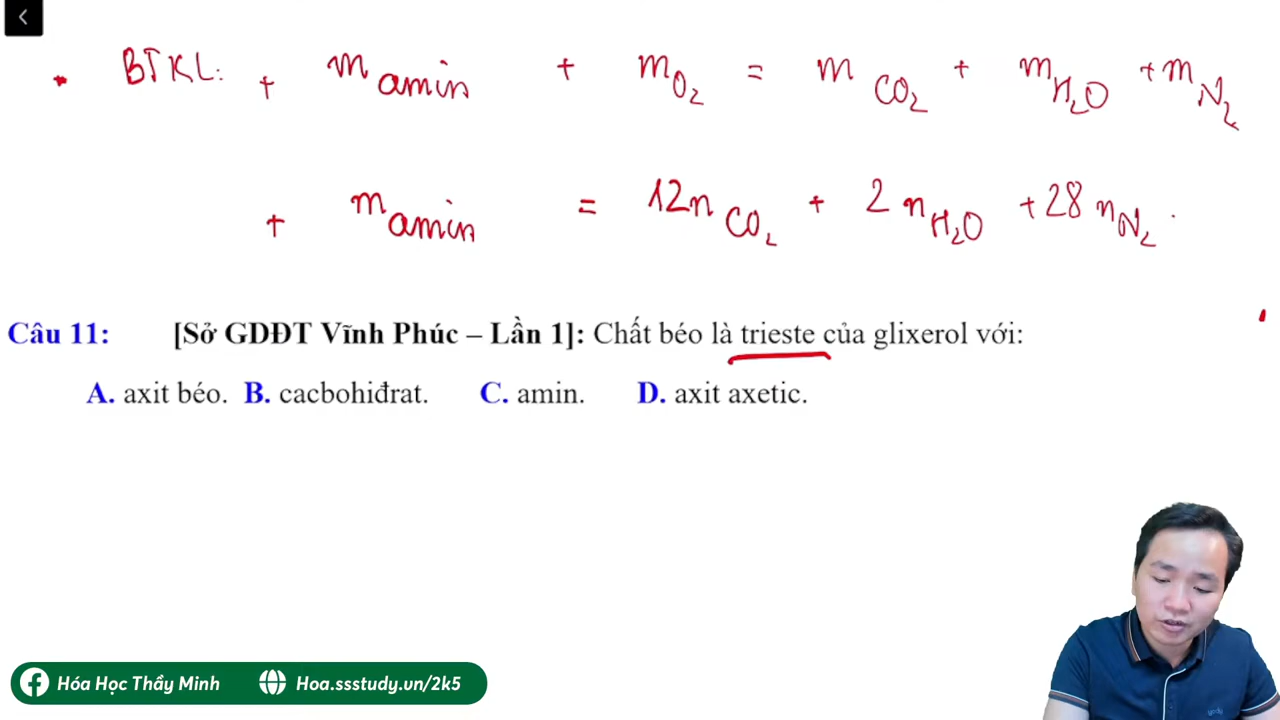 • BTKL: + m amin + m O₂ = m CO₂ + m H₂O + m N₂
+ m amin = 12n CO₂ + 2 n H₂O + 28 n N₂
Câu 11: [Sở GDĐT Vĩnh Phúc – Lần 1]: Chất béo là trieste của glixerol với:
A. axit béo. B. cacbohiđrat. C. amin. D. axit axetic.
Hóa Học Thầy Minh Hoa.ssstudy.vn/2k5